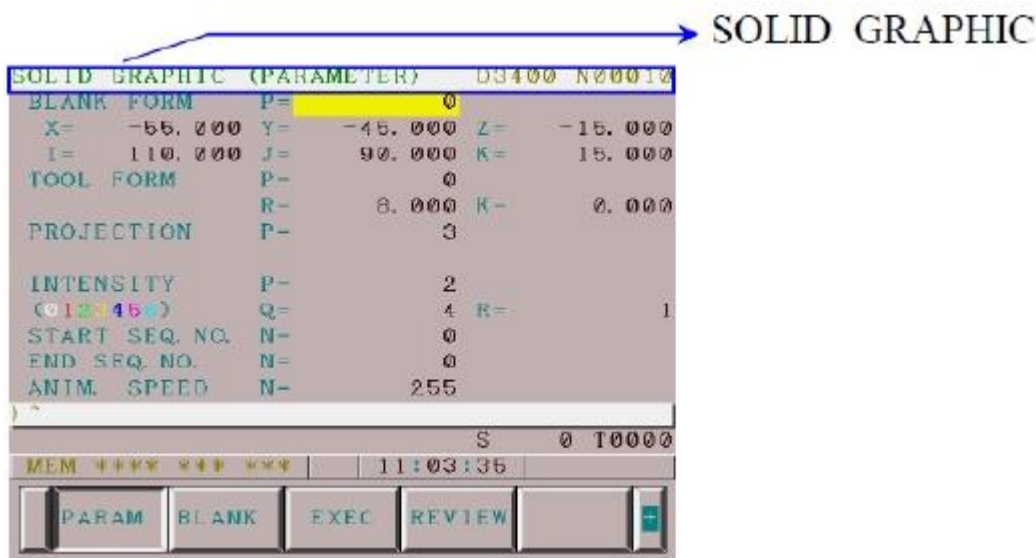 SOLID GRAPHIC
SOLID GRAPHIC (PARAMETER) O3400 N00010
BLANK FORM P= 0
X= -55.000 Y= -45.000 Z= -15.000
I= 110.000 J= 90.000 K= 15.000
TOOL FORM P= 0
R= 8.000 K= 0.000
PROJECTION P= 3
INTENSITY P= 2
(0123456) Q= 4 R= 1
START SEQ. NO. N= 0
END SEQ. NO. N= 0
ANIM. SPEED N= 255
) ^
S 0 T0000
MEM **** *** *** 11:03:35
PARAM BLANK EXEC REVIEW +